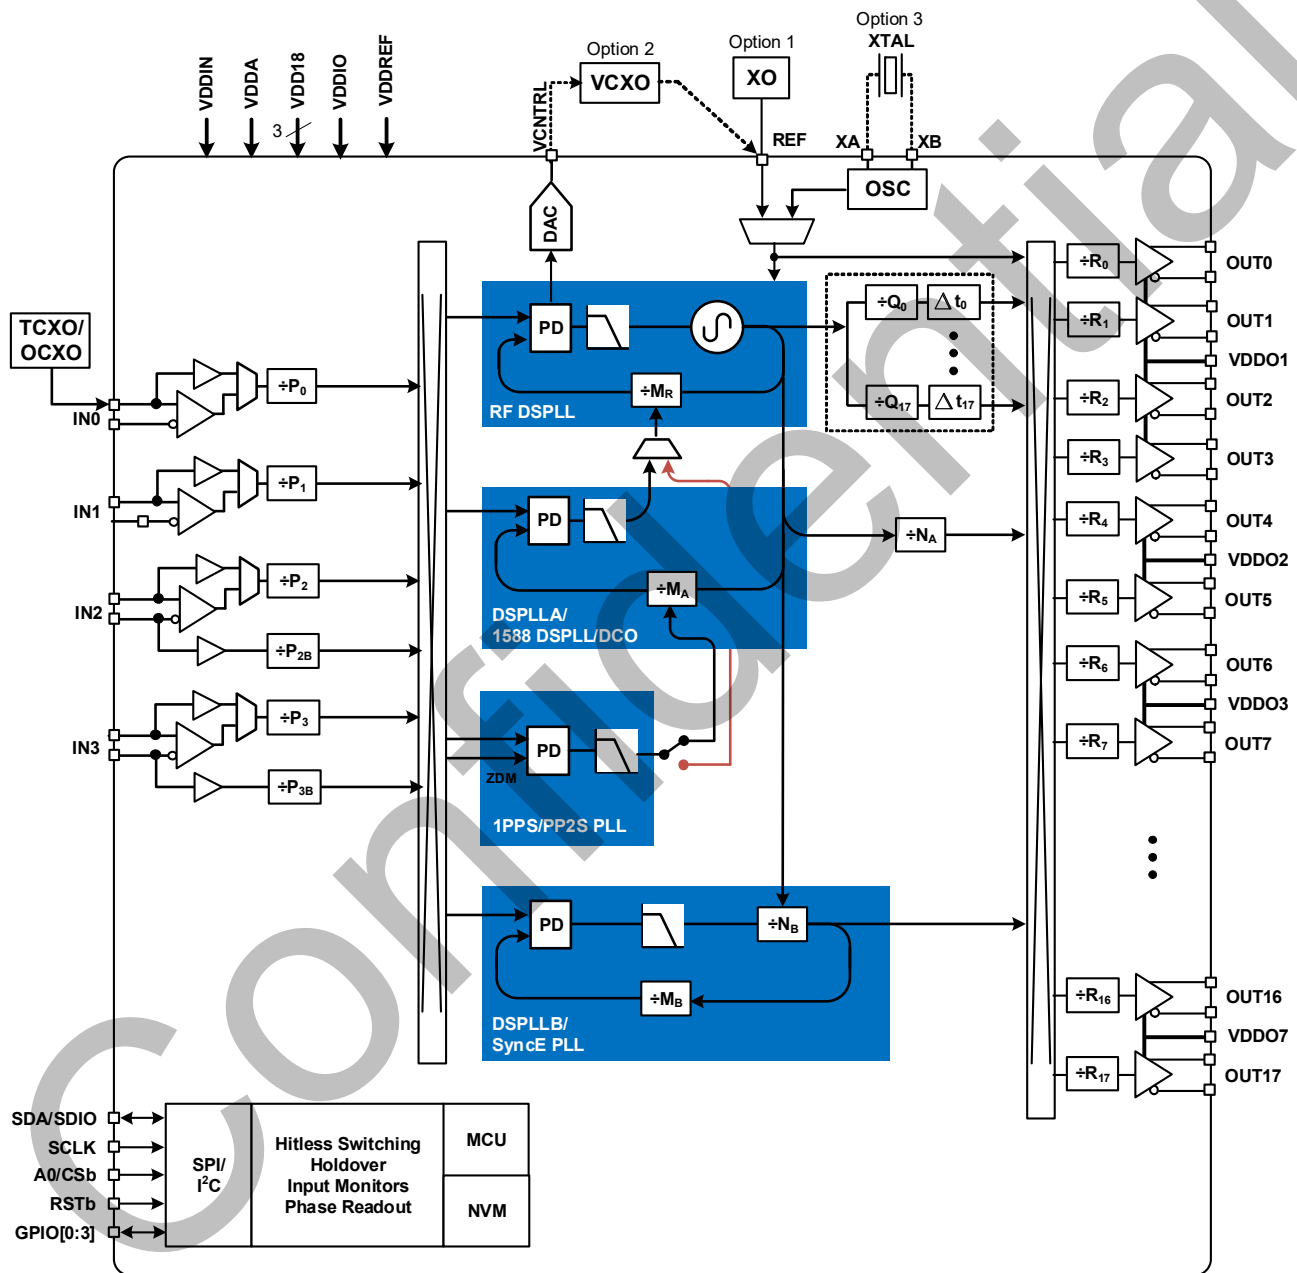 Option 3
XTAL
Option 2
VCXO
Option 1
XO
VDDIN
VDDA
VDD18
VDDIO
VDDREF
3
VCNTRL
REF
XA
XB
OSC
DAC
TCXO/
OCXO
IN0
÷P0
IN1
÷P1
IN2
÷P2
÷P2B
IN3
÷P3
÷P3B
PD
÷MR
RF DSPLL
PD
÷MA
DSPLLA/
1588 DSPLL/DCO
ZDM
PD
1PPS/PP2S PLL
PD
÷NB
÷MB
DSPLLB/
SyncE PLL
÷Q0
Δ t0
÷Q17
Δ t17
÷NA
÷R0
OUT0
÷R1
OUT1
VDDO1
÷R2
OUT2
÷R3
OUT3
÷R4
OUT4
VDDO2
÷R5
OUT5
÷R6
OUT6
VDDO3
÷R7
OUT7
÷R16
OUT16
VDDO7
÷R17
OUT17
SDA/SDIO
SCLK
A0/CSb
RSTb
GPIO[0:3]
SPI/
I²C
Hitless Switching
Holdover
Input Monitors
Phase Readout
MCU
NVM
Confidential